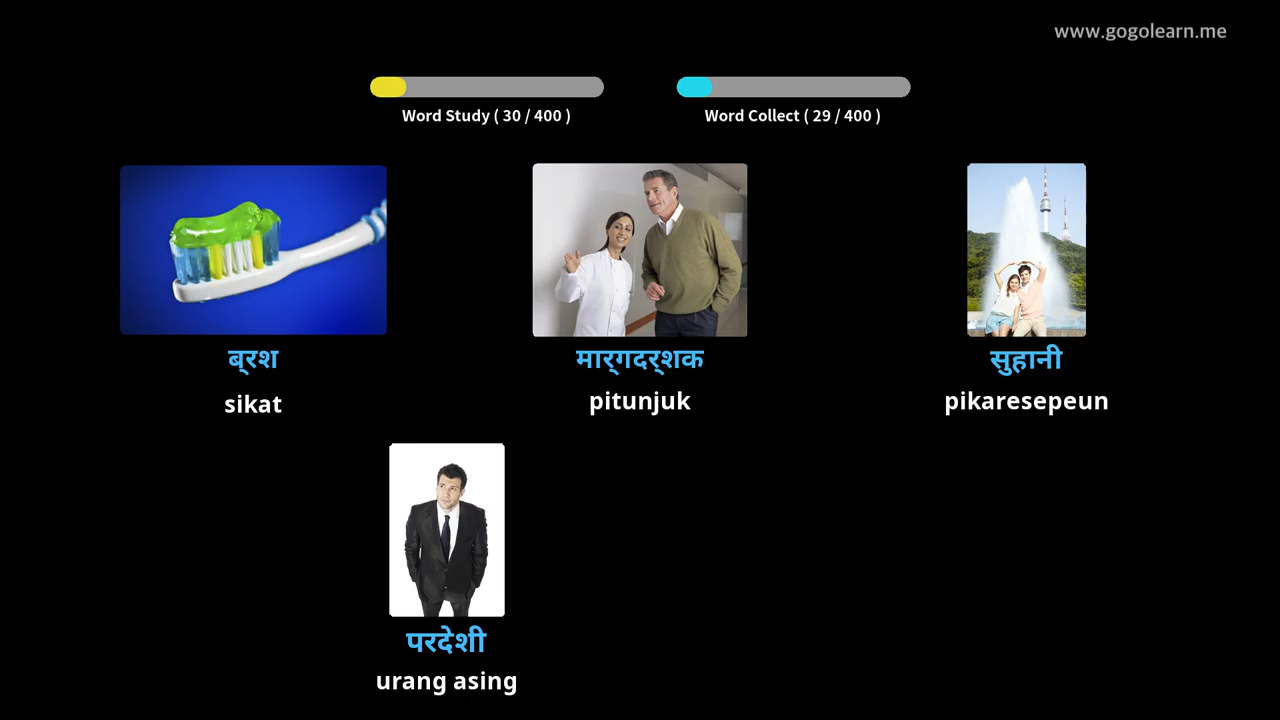 www.gogolearn.me
Word Study ( 30 / 400 )
Word Collect ( 29 / 400 )
ब्रश
sikat
मार्गदर्शक
pitunjuk
सुहानी
pikaresepeun
परदेशी
urang asing